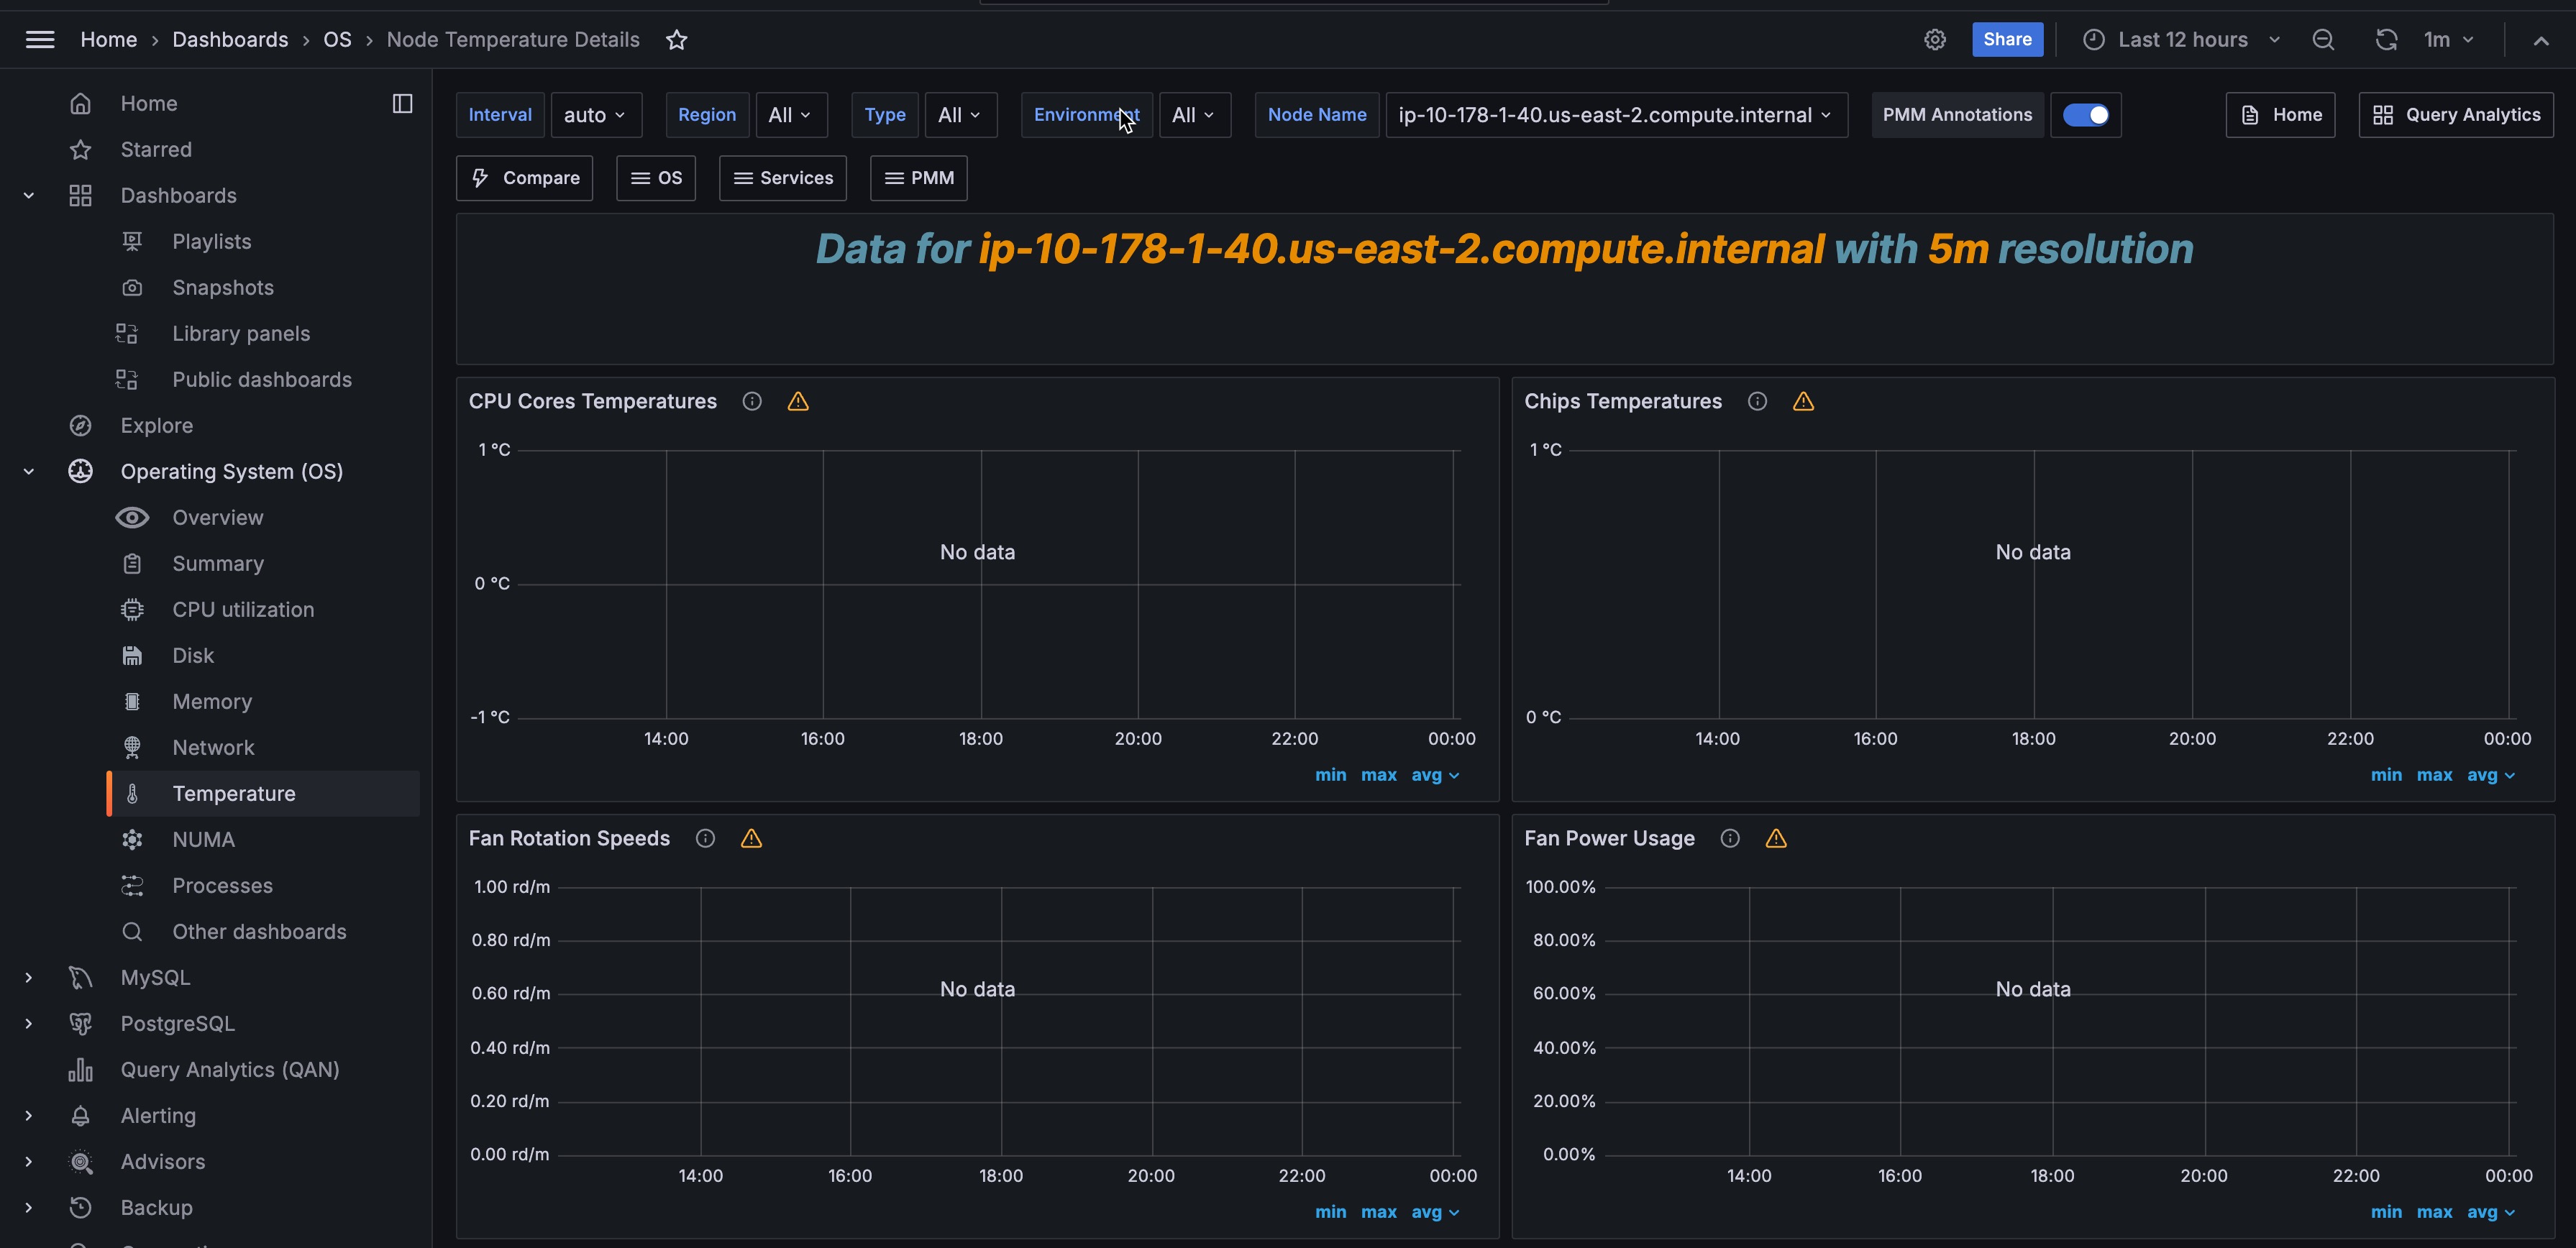 Home › Dashboards › OS › Node Temperature Details
Share
Last 12 hours
1m
Home
Starred
Dashboards
Playlists
Snapshots
Library panels
Public dashboards
Explore
Operating System (OS)
Overview
Summary
CPU utilization
Disk
Memory
Network
Temperature
NUMA
Processes
Other dashboards
MySQL
PostgreSQL
Query Analytics (QAN)
Alerting
Advisors
Backup
Interval auto Region All Type All Environment All Node Name ip-10-178-1-40.us-east-2.compute.internal PMM Annotations Home Query Analytics
Compare OS Services PMM
Data for ip-10-178-1-40.us-east-2.compute.internal with 5m resolution
CPU Cores Temperatures
1 °C
No data
0 °C
-1 °C
14:00 16:00 18:00 20:00 22:00 00:00
min max avg
Chips Temperatures
1 °C
No data
0 °C
14:00 16:00 18:00 20:00 22:00 00:00
min max avg
Fan Rotation Speeds
1.00 rd/m
0.80 rd/m
No data
0.60 rd/m
0.40 rd/m
0.20 rd/m
0.00 rd/m
14:00 16:00 18:00 20:00 22:00 00:00
min max avg
Fan Power Usage
100.00%
80.00%
No data
60.00%
40.00%
20.00%
0.00%
14:00 16:00 18:00 20:00 22:00 00:00
min max avg